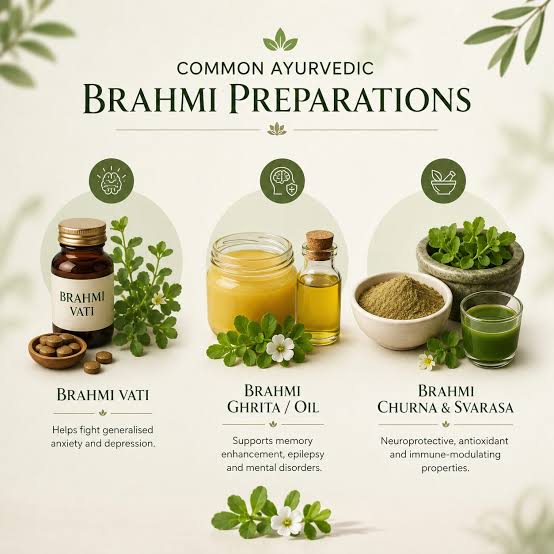 COMMON AYURVEDIC
BRAHMI PREPARATIONS
BRAHMI
VATI
BRAHMI VATI
Helps fight generalised
anxiety and depression.
BRAHMI
GHRITA / OIL
Supports memory
enhancement, epilepsy
and mental disorders.
BRAHMI
CHURNA & SVARASA
Neuroprotective, antioxidant
and immune-modulating
properties.